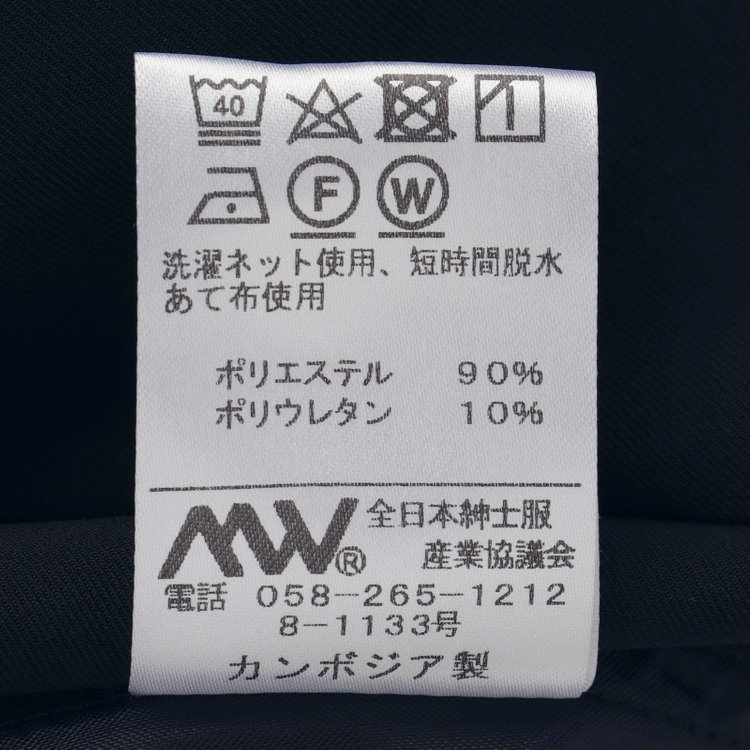 40
F W
洗濯ネット使用、短時間脱水
あて布使用
ポリエステル 90%
ポリウレタン 10%
MW® 全日本紳士服
産業協議会
電話 058-265-1212
8-1133号
カンボジア製